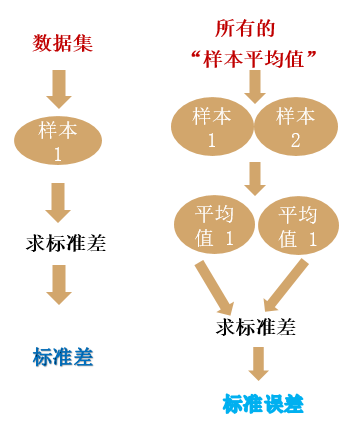 数据集
样本
1
求标准差
标准差
所有的
“样本平均值”
样本
1
样本
2
平均
值 1
平均
值 1
求标准差
标准误差